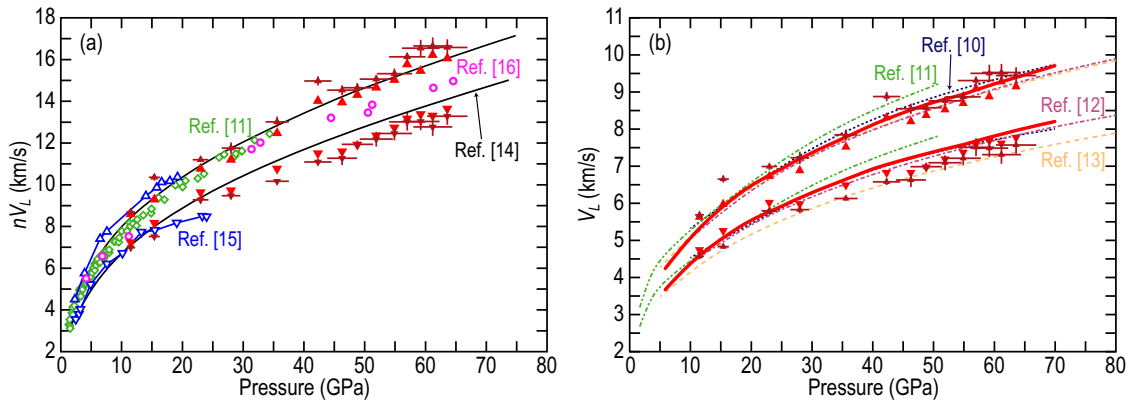 (a)
18
16
14
12
10
8
6
4
2
nV_L (km/s)
0
10
20
30
40
50
60
70
80
Pressure (GPa)
Ref. [16]
Ref. [11]
Ref. [14]
Ref. [15]
(b)
11
10
9
8
7
6
5
4
3
2
V_L (km/s)
0
10
20
30
40
50
60
70
80
Pressure (GPa)
Ref. [10]
Ref. [11]
Ref. [12]
Ref. [13]